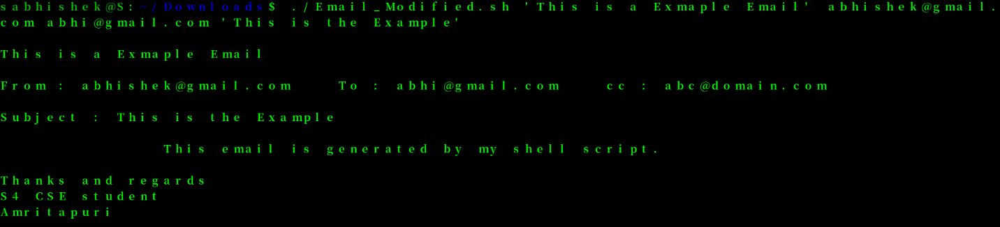 sabhishek@S:~/Downloads$ ./Email_Modified.sh 'This is a Exmaple Email' abhishek@gmail.
com abhi@gmail.com 'This is the Example'
This is a Exmaple Email
From : abhishek@gmail.com To : abhi@gmail.com cc : abc@domain.com
Subject : This is the Example
This email is generated by my shell script.
Thanks and regards
S4 CSE student
Amritapuri